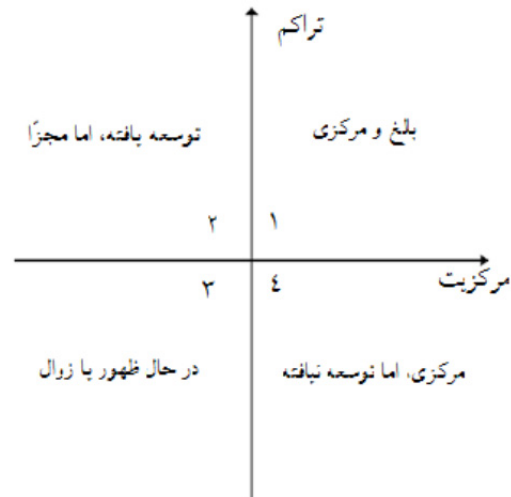 تراکم
بالغ و مرکزی
توسعه یافته، اما مجزّا
۱
۲
مرکزیت
۳
٤
مرکزی، اما توسعه نیافته
در حال ظهور یا زوال